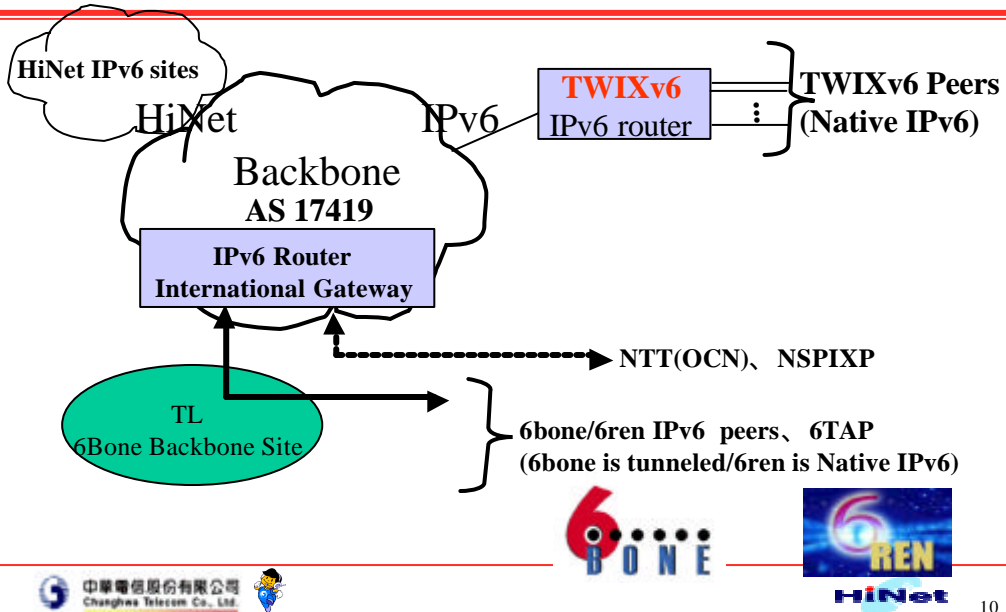 HiNet IPv6 sites
HiNet IPv6
Backbone
AS 17419
IPv6 Router
International Gateway
TWIXv6
IPv6 router
TWIXv6 Peers
(Native IPv6)
NTT(OCN)、NSPIXP
TL
6Bone Backbone Site
6bone/6ren IPv6 peers、6TAP
(6bone is tunneled/6ren is Native IPv6)
6
BONE
6
REN
中華電信股份有限公司
Chunghwa Telecom Co., Ltd.
HiNet
10